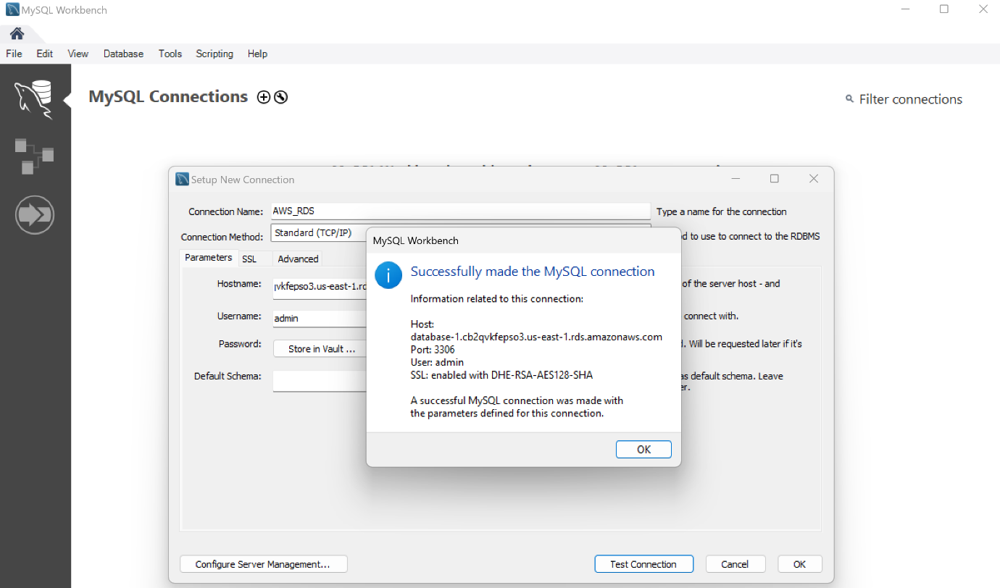 MySQL Workbench
File Edit View Database Tools Scripting Help
MySQL Connections
Filter connections
Setup New Connection
Connection Name: AWS_RDS Type a name for the connection
Connection Method: Standard (TCP/IP) to use to connect to the RDBMS
Parameters SSL Advanced
Hostname: vkfepso3.us-east-1.rd of the server host - and
Username: admin connect with.
Password: Store in Vault ... Will be requested later if it's
Default Schema: as default schema. Leave
MySQL Workbench
Successfully made the MySQL connection
Information related to this connection:
Host:
database-1.cb2qvkfepso3.us-east-1.rds.amazonaws.com
Port: 3306
User: admin
SSL: enabled with DHE-RSA-AES128-SHA
A successful MySQL connection was made with
the parameters defined for this connection.
OK
Configure Server Management... Test Connection Cancel OK